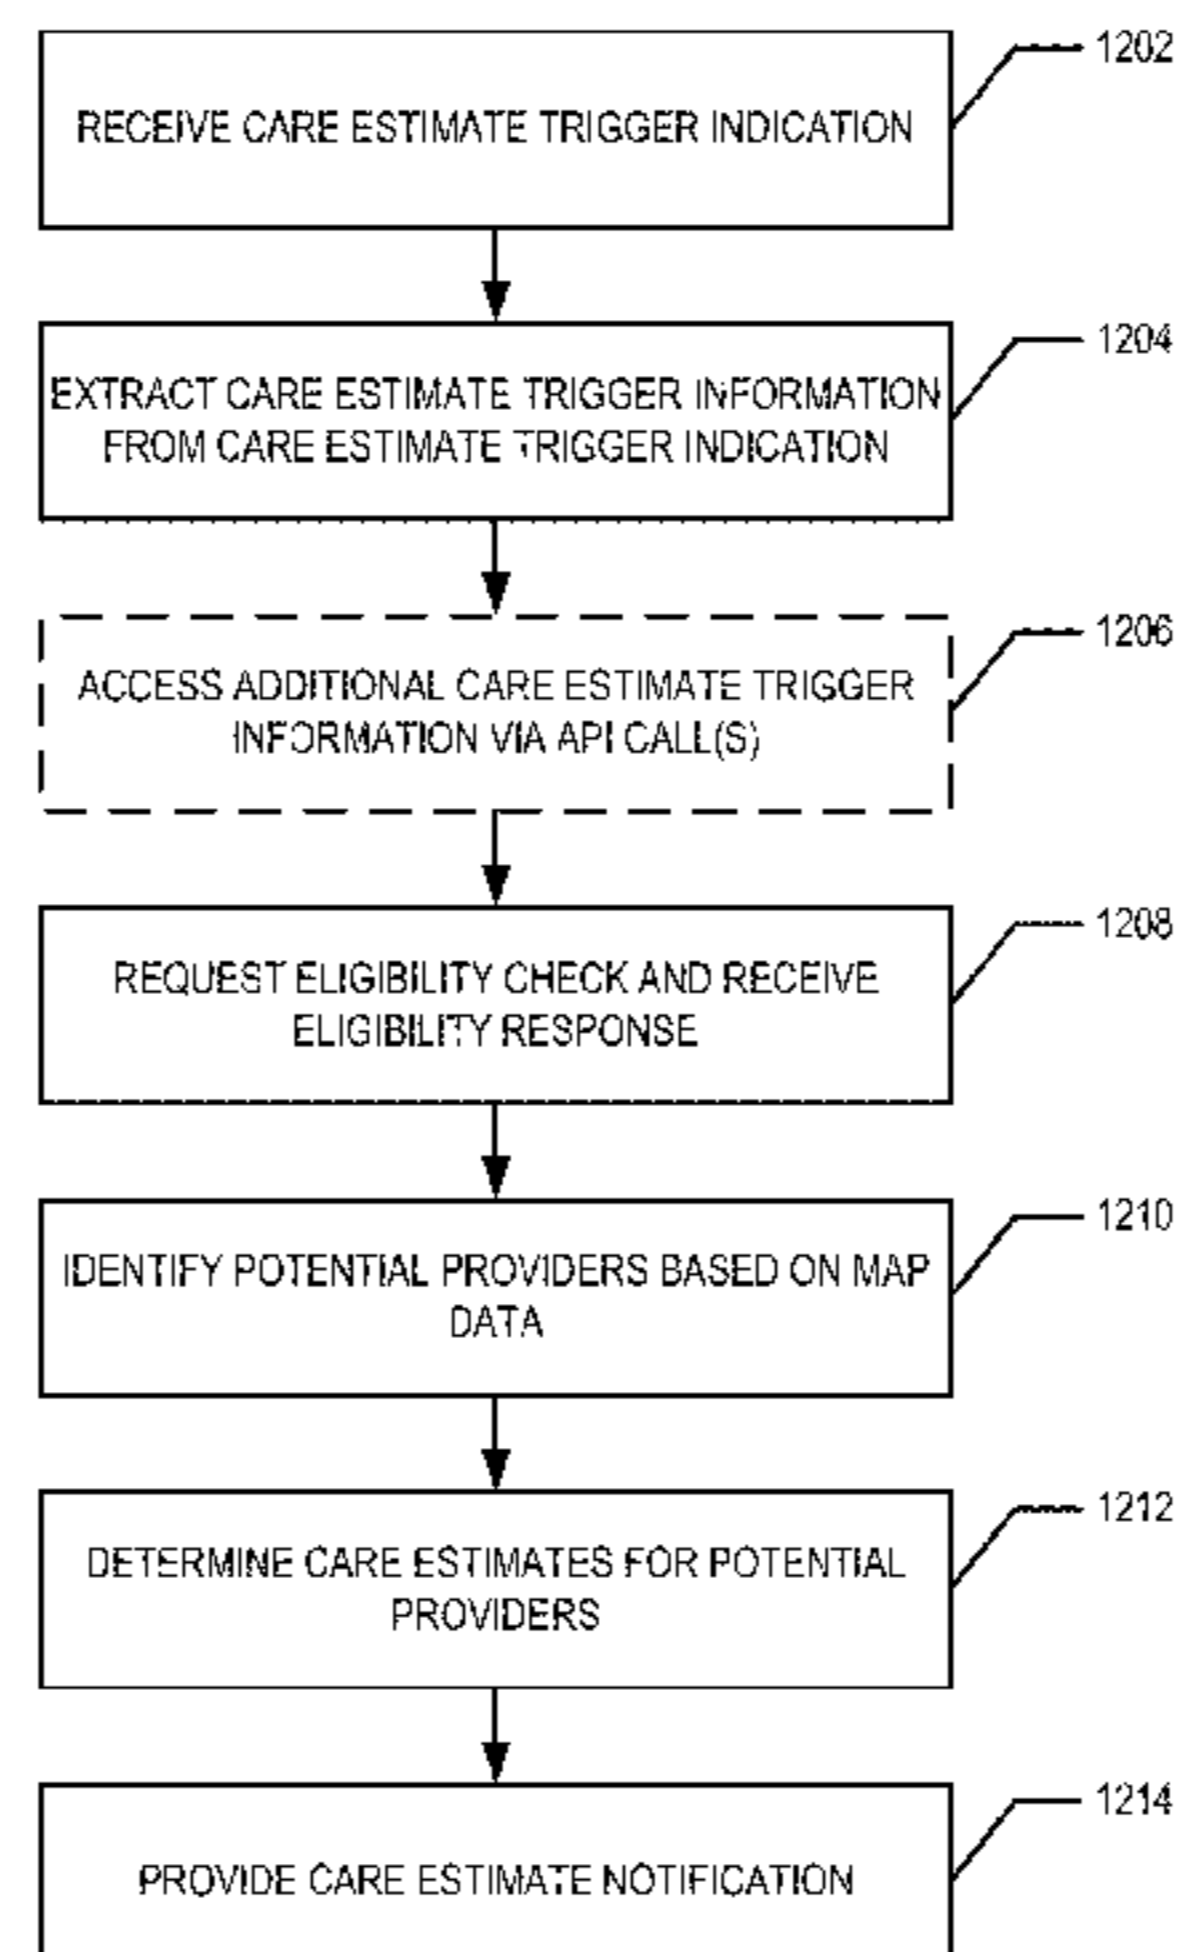 RECEIVE CARE ESTIMATE TRIGGER INDICATION
1202
EXTRACT CARE ESTIMATE TRIGGER INFORMATION
FROM CARE ESTIMATE TRIGGER INDICATION
1204
ACCESS ADDITIONAL CARE ESTIMATE TRIGGER
INFORMATION VIA API CALL(S)
1206
REQUEST ELIGIBILITY CHECK AND RECEIVE
ELIGIBILITY RESPONSE
1208
IDENTIFY POTENTIAL PROVIDERS BASED ON MAP
DATA
1210
DETERMINE CARE ESTIMATES FOR POTENTIAL
PROVIDERS
1212
PROVIDE CARE ESTIMATE NOTIFICATION
1214